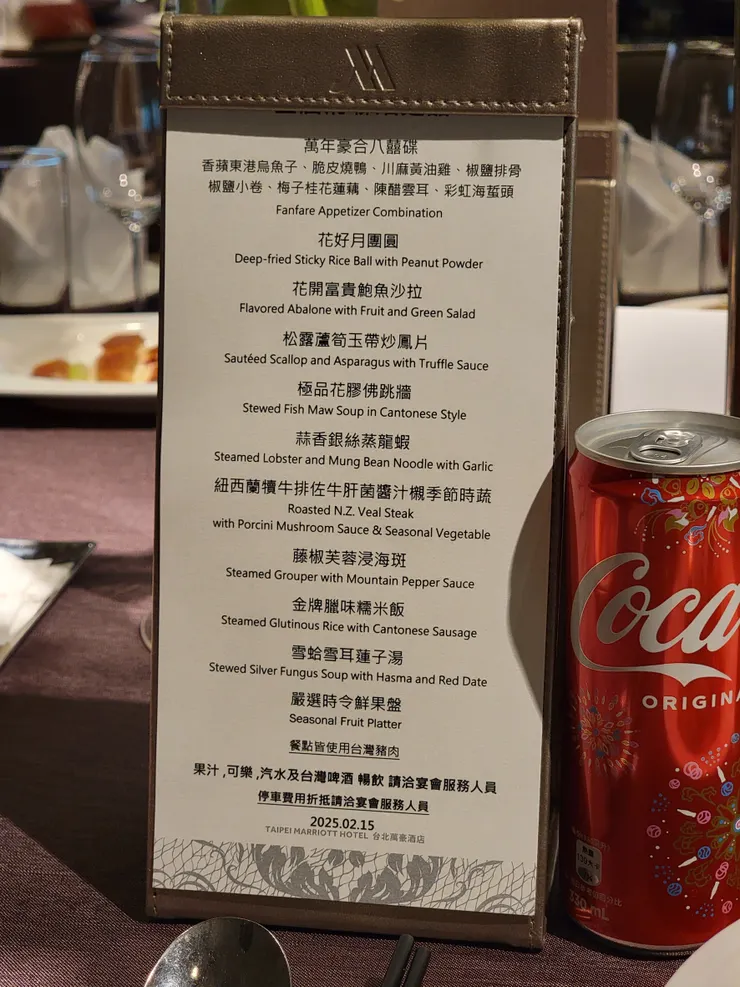 萬年豪合八囍碟
香蘋東港烏魚子、脆皮燒鴨、川麻黃油雞、椒鹽排骨
椒鹽小卷、梅子桂花蓮藕、陳醋雲耳、彩虹海蜇頭
Fanfare Appetizer Combination
花好月團圓
Deep-fried Sticky Rice Ball with Peanut Powder
花開富貴鮑魚沙拉
Flavored Abalone with Fruit and Green Salad
松露蘆筍玉帶炒鳳片
Sautéed Scallop and Asparagus with Truffle Sauce
極品花膠佛跳牆
Stewed Fish Maw Soup in Cantonese Style
蒜香銀絲蒸龍蝦
Steamed Lobster and Mung Bean Noodle with Garlic
紐西蘭犢牛排佐牛肝菌醬汁襯季節時蔬
Roasted N.Z. Veal Steak
with Porcini Mushroom Sauce & Seasonal Vegetable
藤椒芙蓉浸海斑
Steamed Grouper with Mountain Pepper Sauce
金牌臘味糯米飯
Steamed Glutinous Rice with Cantonese Sausage
雪蛤雪耳蓮子湯
Stewed Silver Fungus Soup with Hasma and Red Date
嚴選時令鮮果盤
Seasonal Fruit Platter
餐點皆使用台灣豬肉
果汁,可樂,汽水及台灣啤酒 暢飲 請洽宴會服務人員
停車費用折抵請洽宴會服務人員
2025.02.15
TAIPEI MARRIOTT HOTEL 台北萬豪酒店
Coca
ORIGINA
330mL